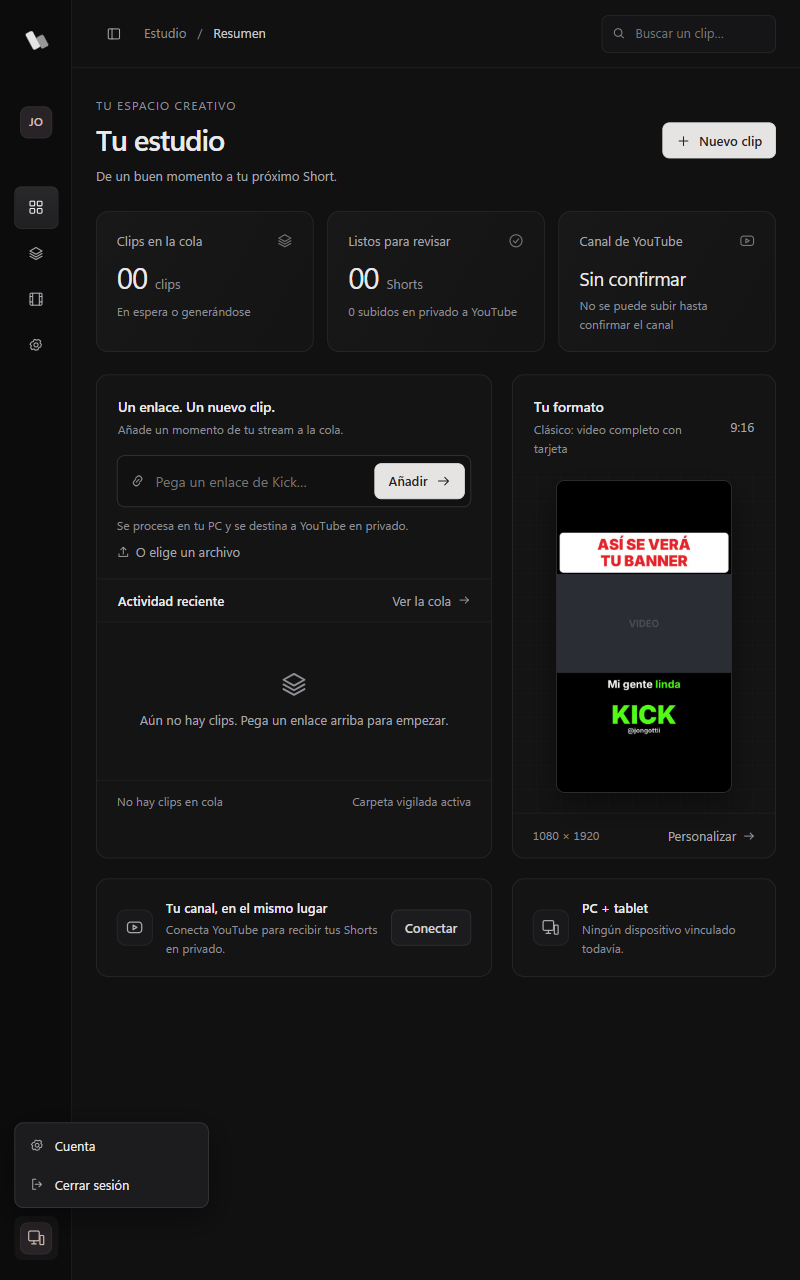 Estudio / Resumen
Buscar un clip...
JO
TU ESPACIO CREATIVO
Tu estudio
Nuevo clip
De un buen momento a tu próximo Short.
Clips en la cola
00 clips
En espera o generándose
Listos para revisar
00 Shorts
0 subidos en privado a YouTube
Canal de YouTube
Sin confirmar
No se puede subir hasta
confirmar el canal
Un enlace. Un nuevo clip.
Añade un momento de tu stream a la cola.
Pega un enlace de Kick...
Añadir
Se procesa en tu PC y se destina a YouTube en privado.
O elige un archivo
Actividad reciente
Ver la cola
Aún no hay clips. Pega un enlace arriba para empezar.
No hay clips en cola
Carpeta vigilada activa
Tu formato
Clásico: video completo con
tarjeta
9:16
ASÍ SE VERÁ
TU BANNER
VIDEO
Mi gente linda
KICK
@jongottii
1080 × 1920
Personalizar
Tu canal, en el mismo lugar
Conecta YouTube para recibir tus Shorts
en privado.
Conectar
PC + tablet
Ningún dispositivo vinculado
todavia.
Cuenta
Cerrar sesión